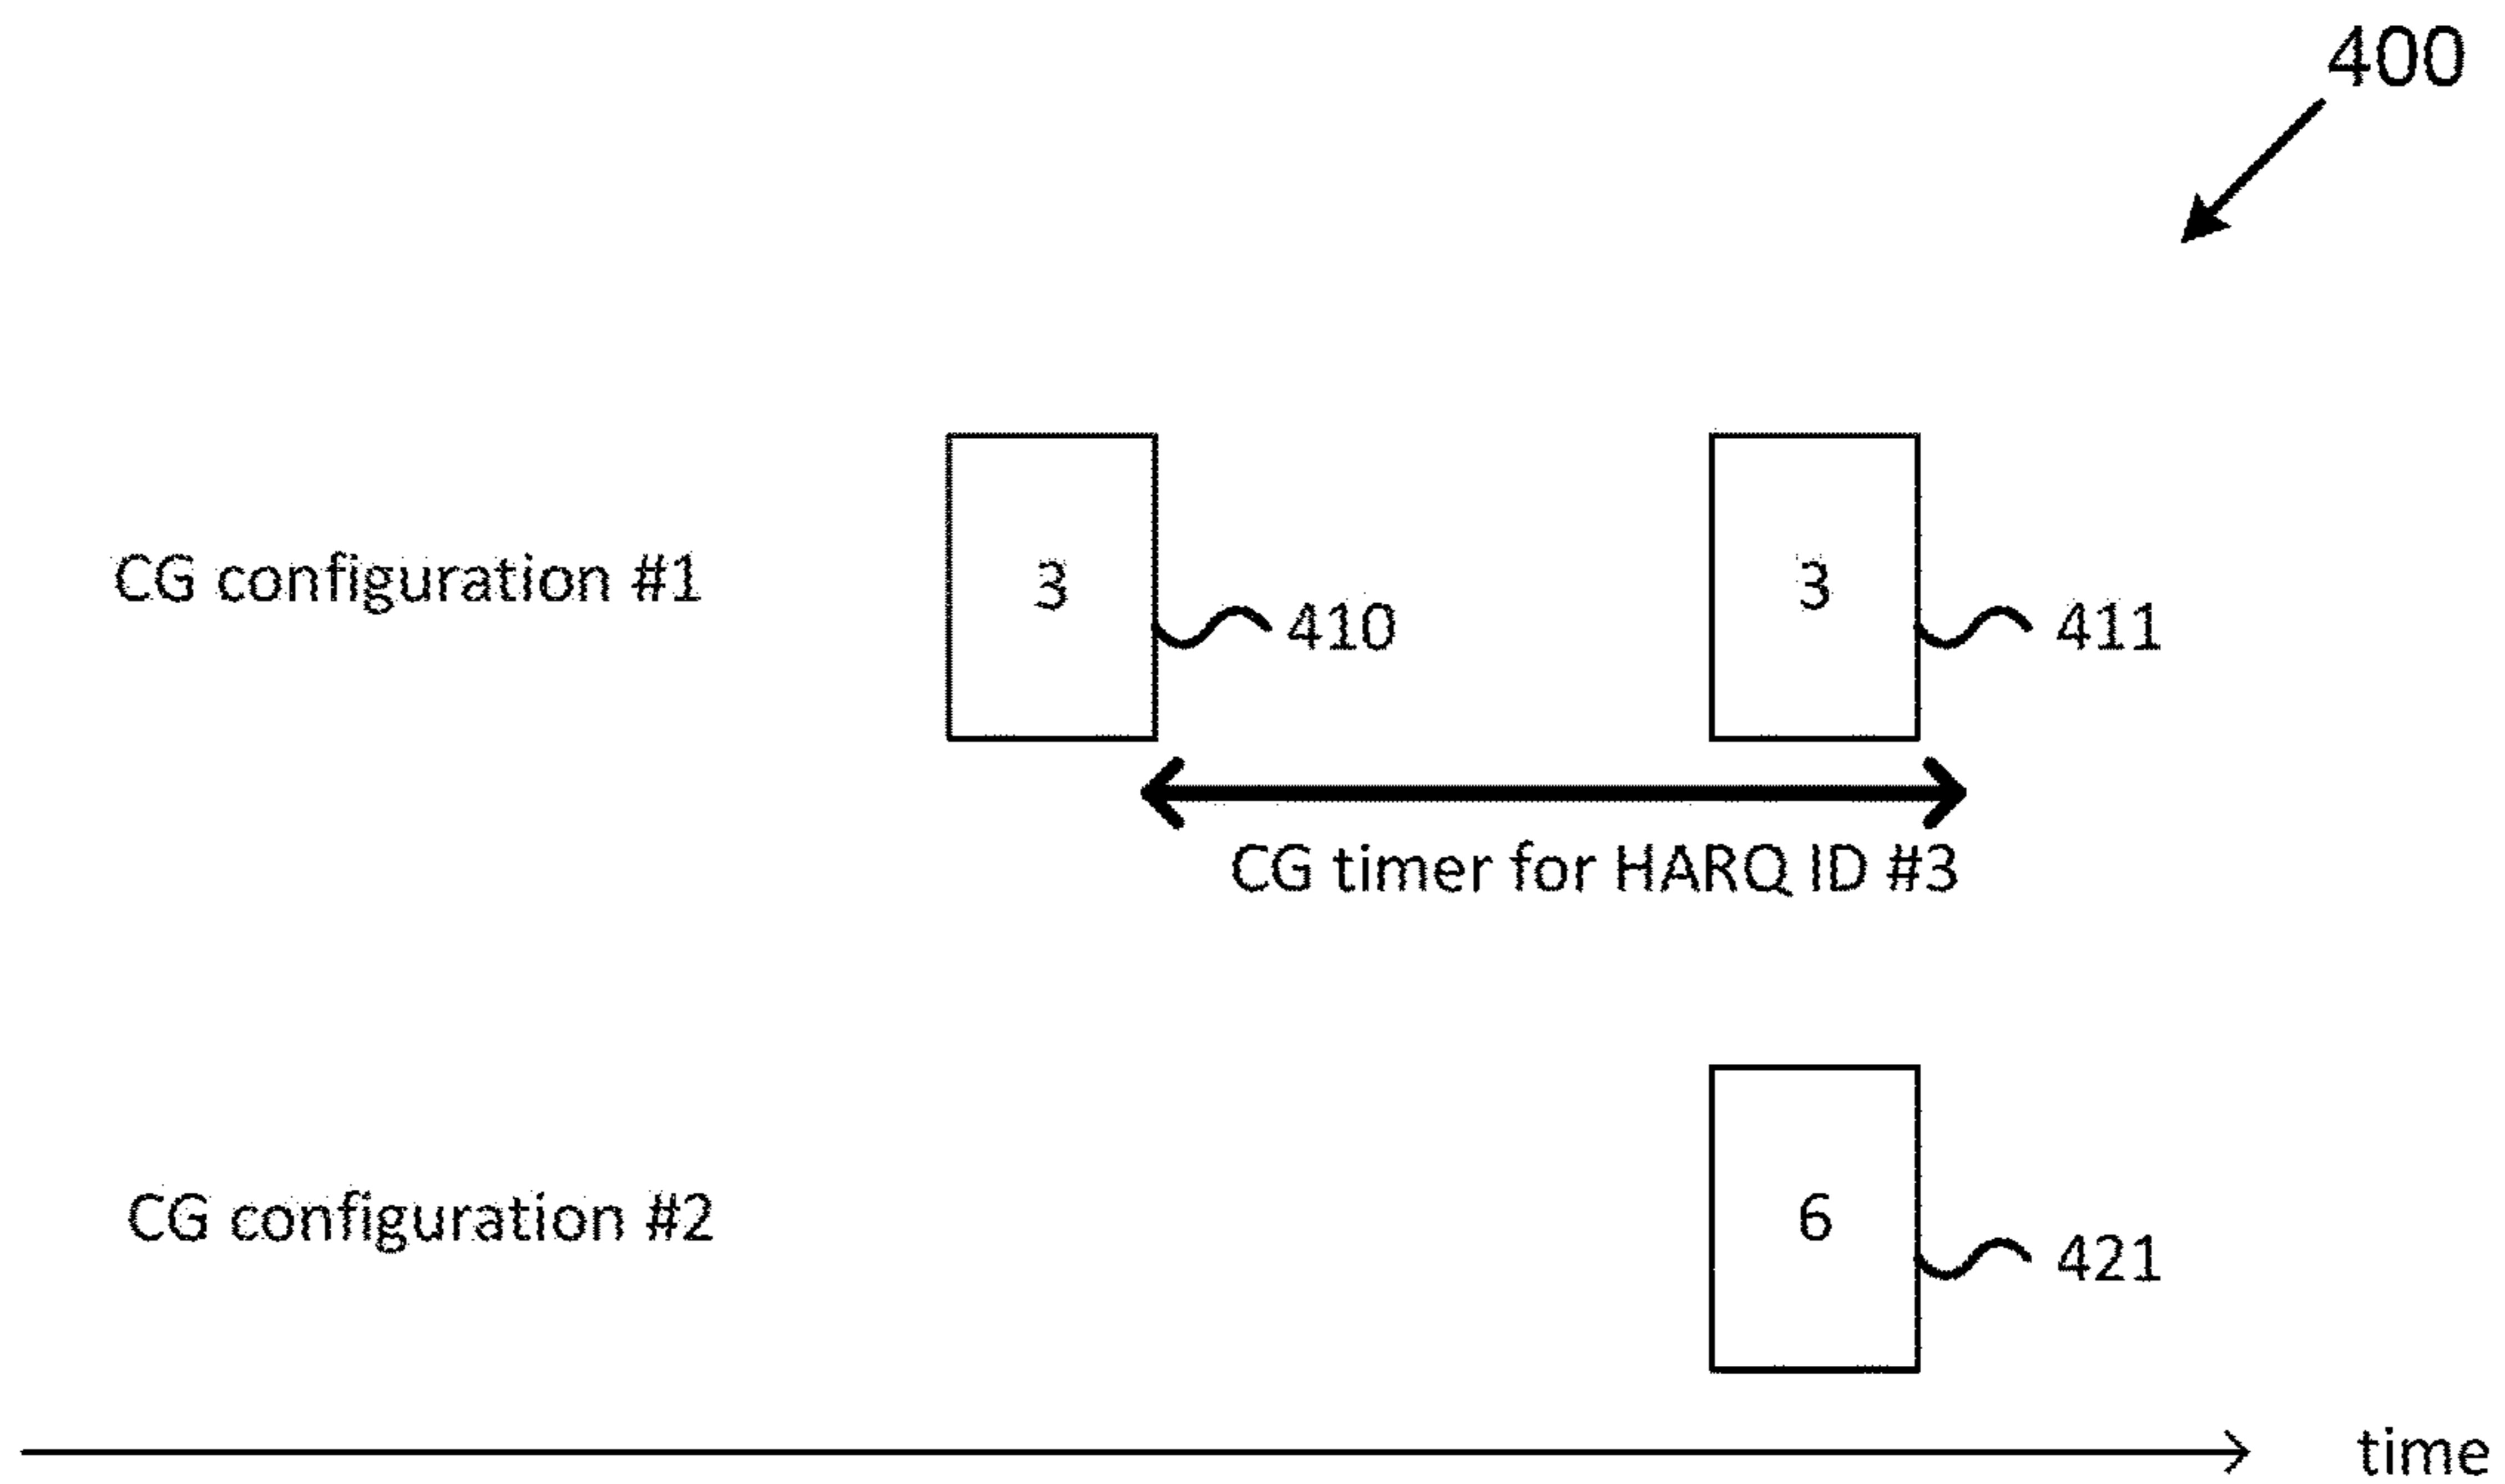 400
CG configuration #1
3
410
3
411
CG timer for HARQ ID #3
CG configuration #2
6
421
time